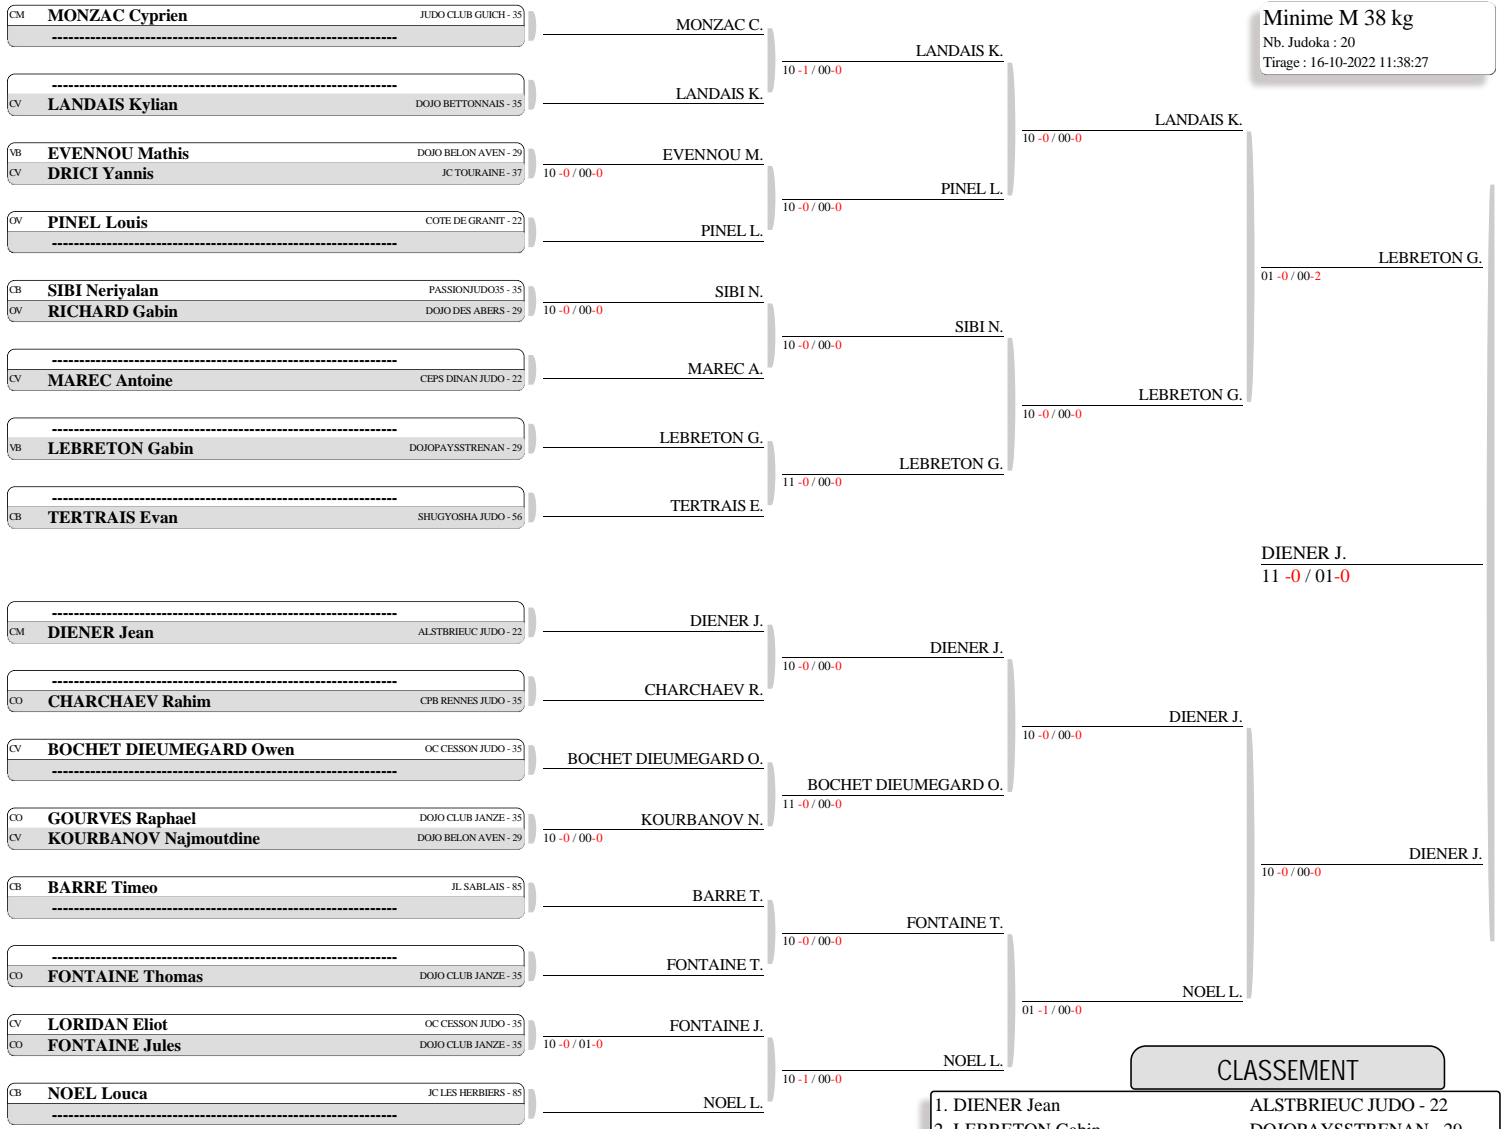 Minime M 38 kg
Nb. Judoka : 20
Tirage : 16-10-2022 11:38:27
CM MONZAC Cyprien JUDO CLUB GUICH - 35
------------------------------------------------------------------
------------------------------------------------------------------
CV LANDAIS Kylian DOJO BETTONNAIS - 35
VB EVENNOU Mathis DOJO BELON AVEN - 29
CV DRICI Yannis JC TOURAINE - 37
OV PINEL Louis COTE DE GRANIT - 22
------------------------------------------------------------------
CB SIBI Neriyalan PASSIONJUDO35 - 35
OV RICHARD Gabin DOJO DES ABERS - 29
------------------------------------------------------------------
CV MAREC Antoine CEPS DINAN JUDO - 22
------------------------------------------------------------------
VB LEBRETON Gabin DOJOPAYSSTRENAN - 29
------------------------------------------------------------------
CB TERTRAIS Evan SHUGYOSHA JUDO - 56
------------------------------------------------------------------
CM DIENER Jean ALSTBRIEUC JUDO - 22
------------------------------------------------------------------
CO CHARCHAEV Rahim CPB RENNES JUDO - 35
CV BOCHET DIEUMEGARD Owen OC CESSON JUDO - 35
------------------------------------------------------------------
CO GOURVES Raphael DOJO CLUB JANZE - 35
CV KOURBANOV Najmoutdine DOJO BELON AVEN - 29
CB BARRE Timeo JL SABLAIS - 85
------------------------------------------------------------------
------------------------------------------------------------------
CO FONTAINE Thomas DOJO CLUB JANZE - 35
CV LORIDAN Eliot OC CESSON JUDO - 35
CO FONTAINE Jules DOJO CLUB JANZE - 35
CB NOEL Louca JC LES HERBIERS - 85
------------------------------------------------------------------
MONZAC C.
LANDAIS K.
EVENNOU M.
10 -0 / 00-0
PINEL L.
SIBI N.
10 -0 / 00-0
MAREC A.
LEBRETON G.
TERTRAIS E.
DIENER J.
CHARCHAEV R.
BOCHET DIEUMEGARD O.
KOURBANOV N.
10 -0 / 00-0
BARRE T.
FONTAINE T.
FONTAINE J.
10 -0 / 01-0
NOEL L.
LANDAIS K.
10 -1 / 00-0
PINEL L.
10 -0 / 00-0
SIBI N.
10 -0 / 00-0
LEBRETON G.
11 -0 / 00-0
DIENER J.
10 -0 / 00-0
BOCHET DIEUMEGARD O.
11 -0 / 00-0
FONTAINE T.
10 -0 / 00-0
NOEL L.
10 -1 / 00-0
LANDAIS K.
10 -0 / 00-0
LEBRETON G.
10 -0 / 00-0
DIENER J.
10 -0 / 00-0
NOEL L.
01 -1 / 00-0
LEBRETON G.
01 -0 / 00-2
DIENER J.
11 -0 / 01-0
DIENER J.
10 -0 / 00-0
CLASSEMENT
1. DIENER Jean ALSTBRIEUC JUDO - 22
2. LEBRETON Gabin DOJOPAYSSTRENAN - 29